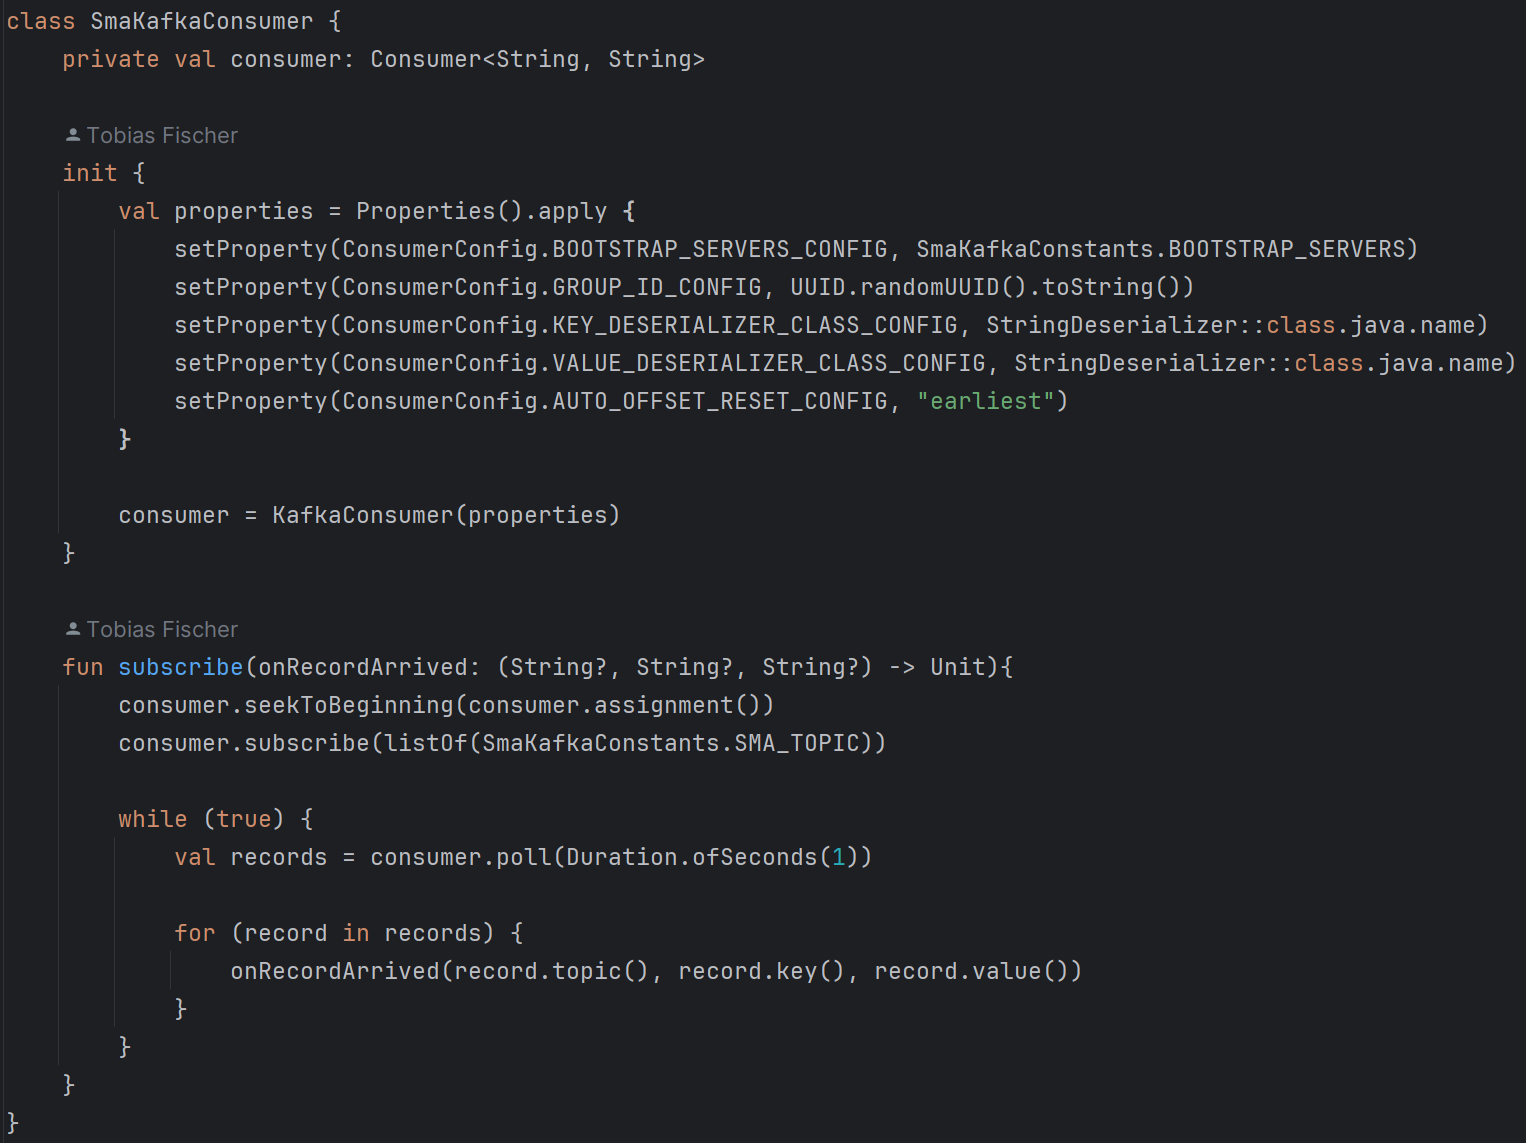 class SmaKafkaConsumer {
    private val consumer: Consumer<String, String>
    Tobias Fischer
    init {
        val properties = Properties().apply {
            setProperty(ConsumerConfig.BOOTSTRAP_SERVERS_CONFIG, SmaKafkaConstants.BOOTSTRAP_SERVERS)
            setProperty(ConsumerConfig.GROUP_ID_CONFIG, UUID.randomUUID().toString())
            setProperty(ConsumerConfig.KEY_DESERIALIZER_CLASS_CONFIG, StringDeserializer::class.java.name)
            setProperty(ConsumerConfig.VALUE_DESERIALIZER_CLASS_CONFIG, StringDeserializer::class.java.name)
            setProperty(ConsumerConfig.AUTO_OFFSET_RESET_CONFIG, "earliest")
        }
        consumer = KafkaConsumer(properties)
    }
    Tobias Fischer
    fun subscribe(onRecordArrived: (String?, String?, String?) -> Unit){
        consumer.seekToBeginning(consumer.assignment())
        consumer.subscribe(listOf(SmaKafkaConstants.SMA_TOPIC))
        while (true) {
            val records = consumer.poll(Duration.ofSeconds(1))
            for (record in records) {
                onRecordArrived(record.topic(), record.key(), record.value())
            }
        }
    }
}